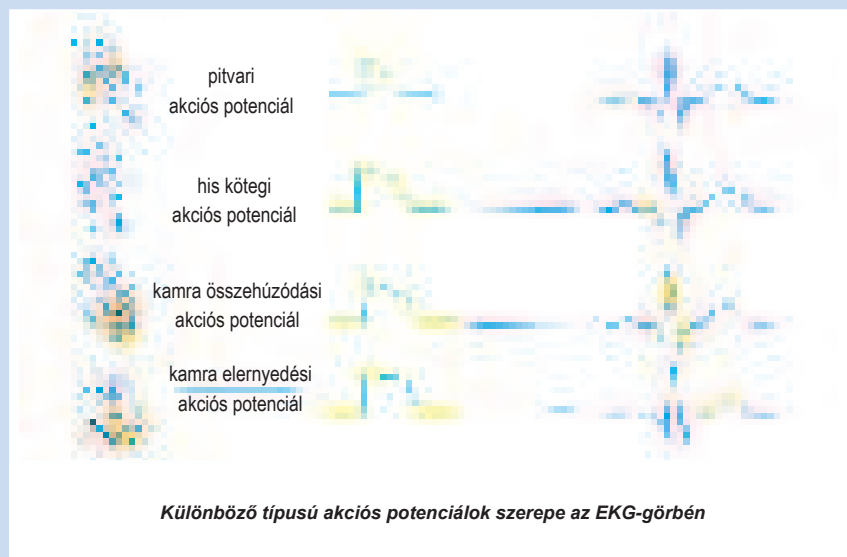 pitvari
akciós potenciál
his kötegi
akciós potenciál
kamra összehúzódási
akciós potenciál
kamra elernyedési
akciós potenciál
Különböző típusú akciós potenciálok szerepe az EKG-görbén